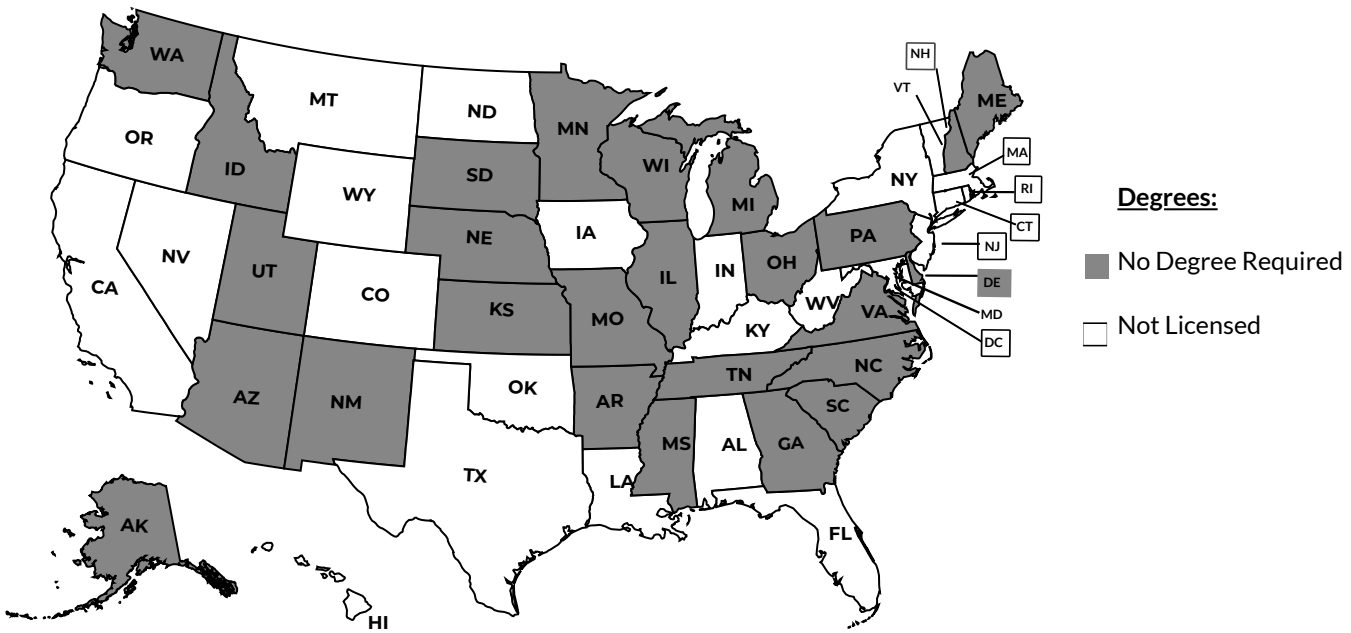 WA
MT
ND
MN
OR
ID
WY
SD
WI
MI
NY
ME
NH
VT
MA
RI
CT
NJ
DE
MD
DC
NV
UT
CO
NE
IA
IL
IN
OH
PA
CA
KS
MO
KY
WV
VA
AZ
NM
OK
AR
TN
NC
SC
TX
LA
MS
AL
GA
FL
AK
HI
Degrees:
No Degree Required
Not Licensed